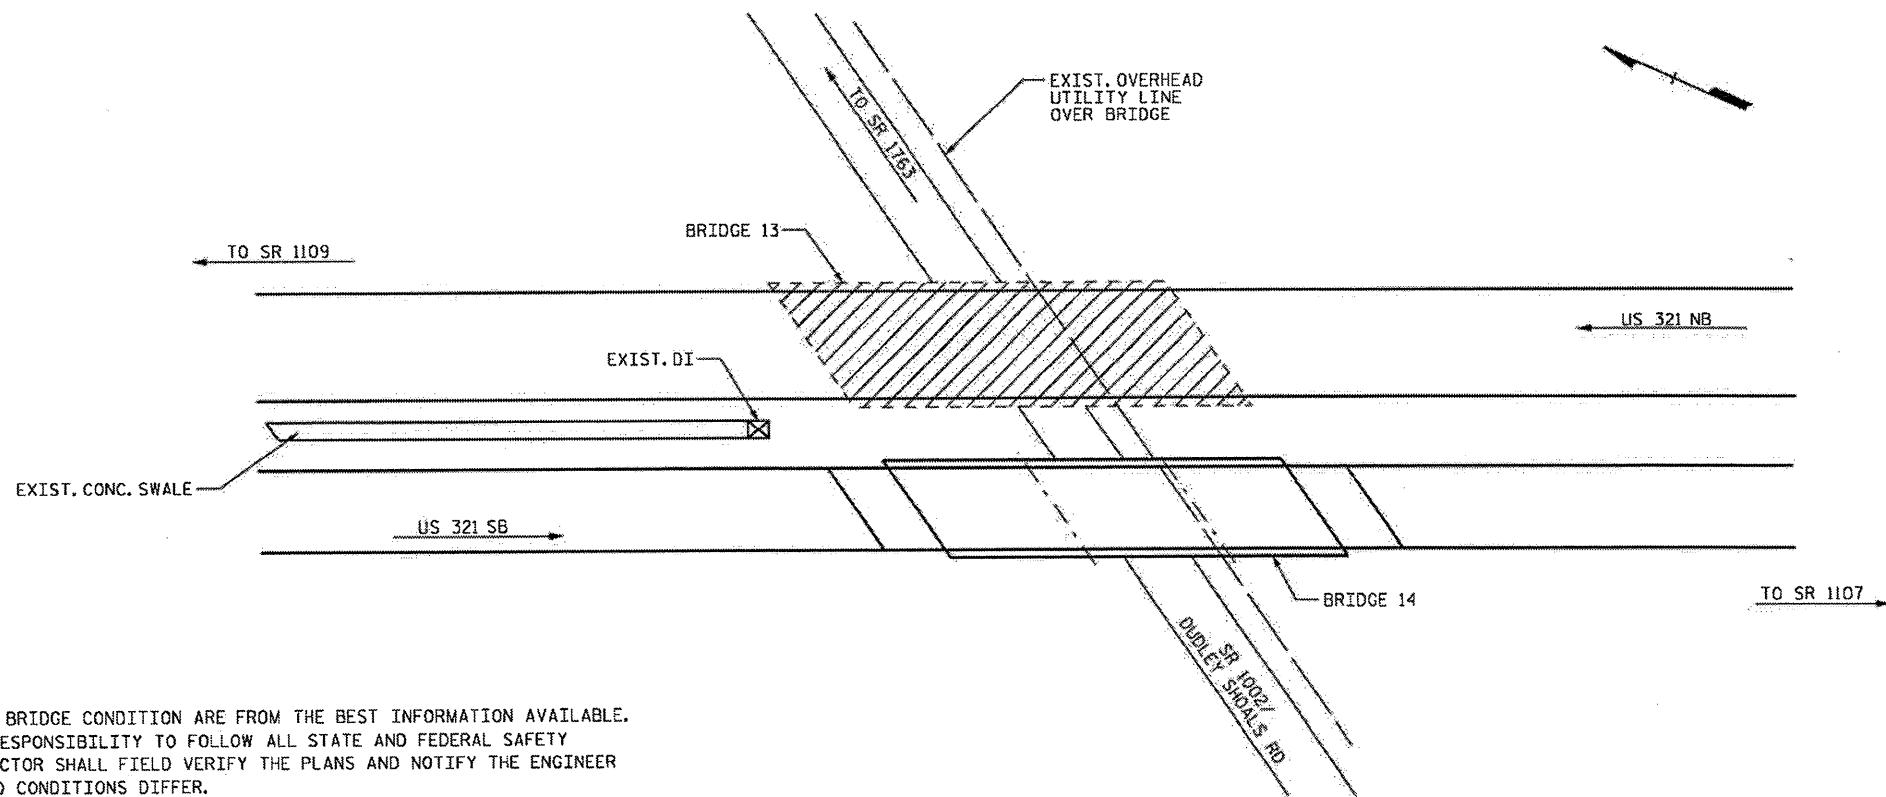 EXIST. OVERHEAD
UTILITY LINE
OVER BRIDGE
TO SR 1763
BRIDGE 13
TO SR 1109
US 321 NB
EXIST. DI
EXIST. CONC. SWALE
US 321 SB
BRIDGE 14
TO SR 1107
SR 1002/
DUDLEY SHOALS RD
BRIDGE CONDITION ARE FROM THE BEST INFORMATION AVAILABLE.
ESPONSIBILITY TO FOLLOW ALL STATE AND FEDERAL SAFETY
CTOR SHALL FIELD VERIFY THE PLANS AND NOTIFY THE ENGINEER
D CONDITIONS DIFFER.